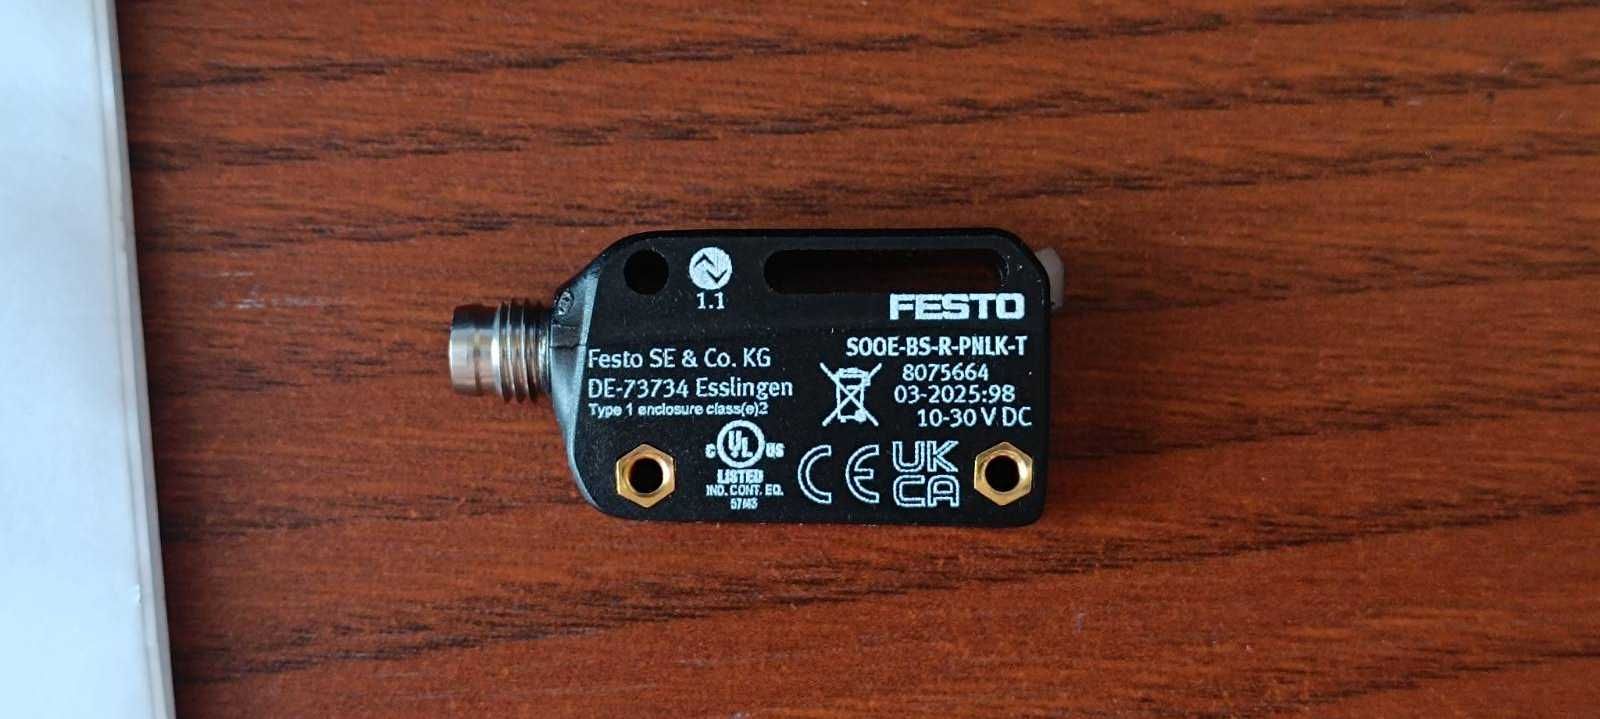 1.1
FESTO
SOOE-BS-R-PNLK-T
8075664
03-2025:98
10-30 V DC
Festo SE & Co. KG
DE-73734 Esslingen
Type 1 enclosure class(e)2
c UL us
LISTED
IND. CONT. EQ.
57M3
CE
UK
CA